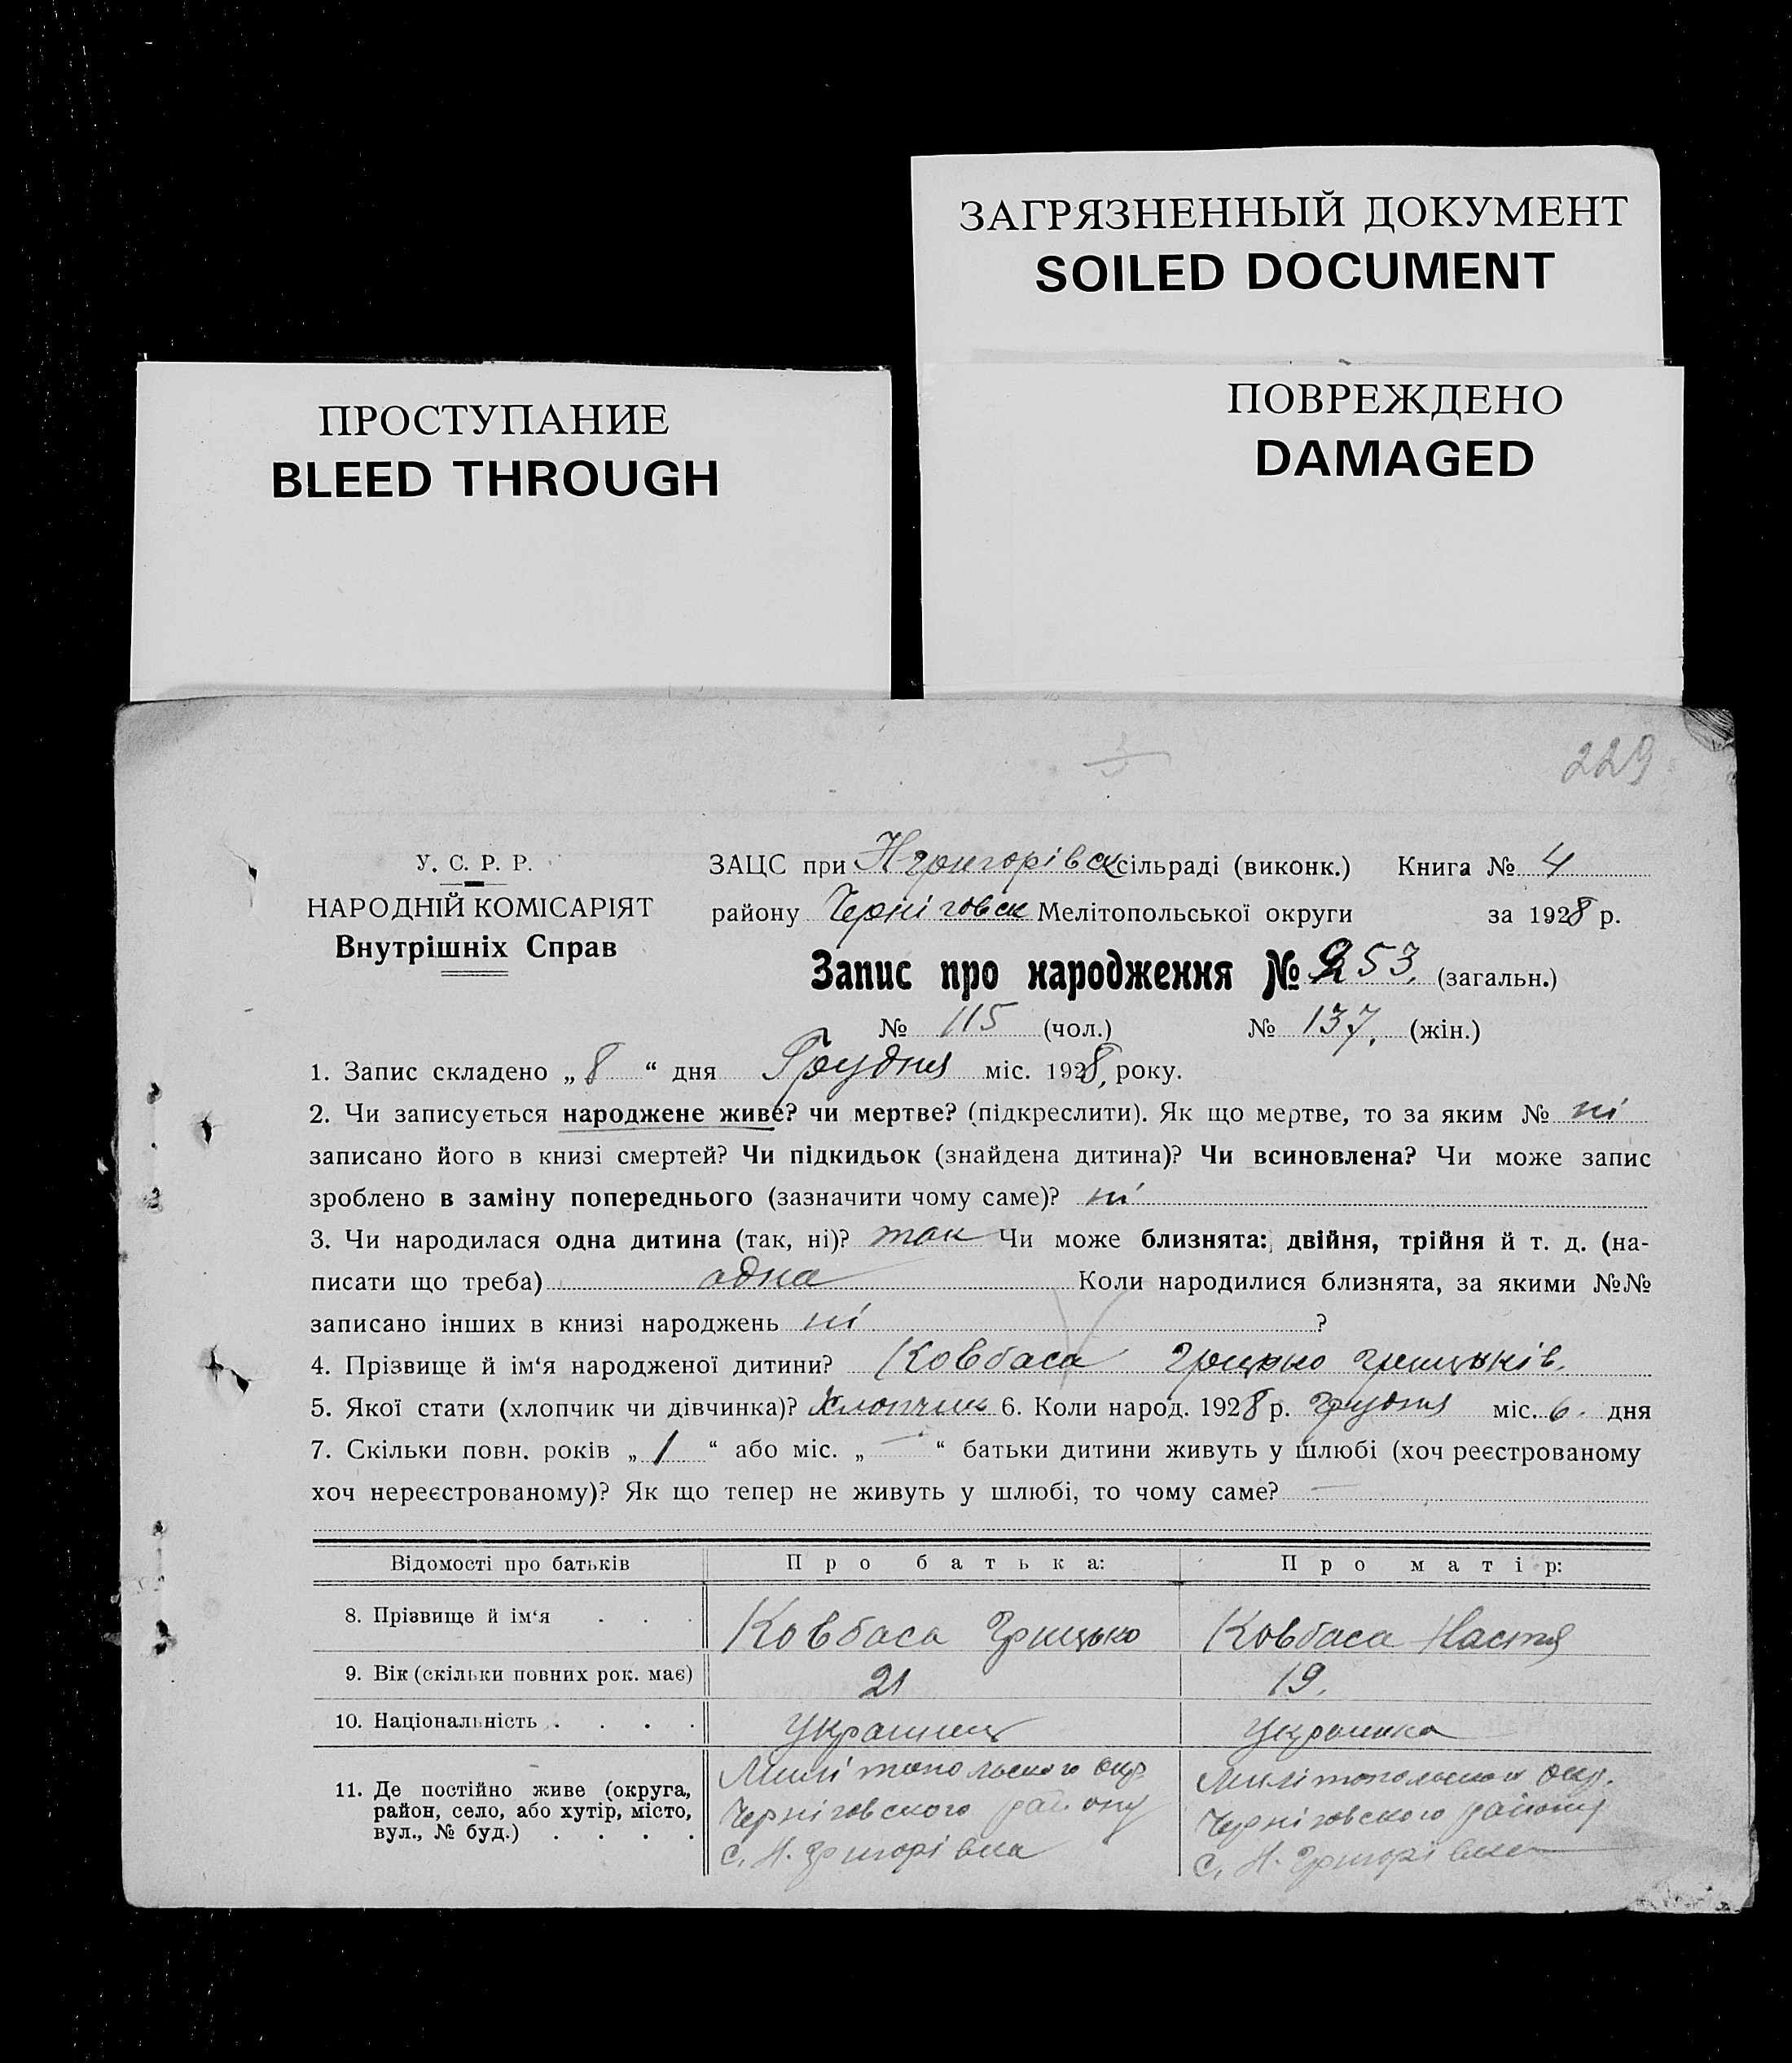 ЗАГРЯЗНЕННЫЙ ДОКУМЕНТ
SOILED DOCUMENT
ПРОСТУПАНИЕ
BLEED THROUGH
ПОВРЕЖДЕНО
DAMAGED
229
У. С. Р. Р.
НАРОДНІЙ КОМІСАРІЯТ
Внутрішніх Справ
ЗАЦС при Н григорівск сільраді (виконк.) Книга № 4
району Черніговск Мелітопольської округи за 1928 р.
Запис про народження № 253. (загальн.)
№ 115 (чол.) № 137. (жін.)
1. Запис складено „ 8 “ дня Грудня міс. 1928, року.
2. Чи записується народжене живе? чи мертве? (підкреслити). Як що мертве, то за яким № ні
записано його в книзі смертей? Чи підкидьок (знайдена дитина)? Чи всиновлена? Чи може запис
зроблено в заміну попереднього (зазначити чому саме)? ні
3. Чи народилася одна дитина (так, ні)? так Чи може близнята: двійня, трійня й т. д. (на-
писати що треба) одна Коли народилися близнята, за якими №№
записано інших в книзі народжень ні ?
4. Прізвище й ім‘я народженої дитини? Ковбаса Грицько Грицьків.
5. Якої стати (хлопчик чи дівчинка)? Хлопчик 6. Коли народ. 1928 р. Грудня міс. 6. дня
7. Скільки повн. років „ 1 “ або міс. „ — “ батьки дитини живуть у шлюбі (хоч реєстрованому
хоч нереєстрованому)? Як що тепер не живуть у шлюбі, то чому саме? —
Відомості про батьків Про батька: Про матір:
8. Прізвище й ім‘я . . . Ковбаса Грицько Ковбаса Настя
9. Вік (скільки повних рок. має) 21 19.
10. Національність . . . . Украинец Украинка
11. Де постійно живе (округа, район, село, або хутір, місто, вул., № буд.) . . . .
Милітопольского окр.
Черніговского району
с. Н. Григорівка
Милітопольского окр.
Черніговского району
с. Н. Григорівка